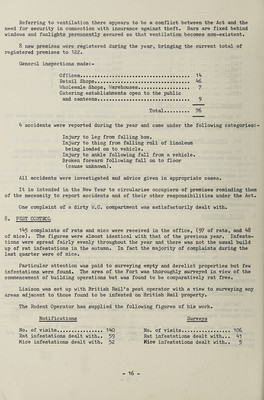 Referring to ventilation there appears to be a conflict between the Act and the
need for security in connection with insurance against theft. Bars are fixed behind
windows and fanlights permanently secured so that ventilation becomes non-existent.
8 new premises were registered during the year, bringing the current total of
registered premises to 422.
General inspections made:-
Offices 14
Retail Shops 46
Wholesale Shops, Warehouses 7
Catering establishments open to the public
and canteens 9
Total 76
4 accidents were reported during the year and came under the following categories:-
Injury to leg from falling box.
Injury to thing from falling roll of linoleum
being loaded on to vehicle.
Injury to ankle following fall from a vehicle.
Broken forearm following fall on to floor
(cause unknown).
All accidents were investigated and advice given in appropriate cases.
It is intended in the New Year to circularise occupiers of premises reminding them
of the necessity to report accidents and of their other responsibilities under the Act.
One complaint of a dirty W.C. compartment was satisfactorily dealt with.
8. PEST CONTROL
145 complaints of rats and mice were received in the office, (97 of rats, and 48
of mice). The figures were almost identical with that of the previous year. Infesta-
tions were spread fairly evenly throughout the year and there was not the usual build
up of rat infestations in the autumn. In fact the majority of complaints during the
last quarter were of mice.
Particular attention was paid to surveying empty and derelict properties but few
infestations were found. The area of the Fort was thoroughly surveyed in view of the
commencement of building operations but was found to be comparatively rat free.
Liaison was set up with British Rail's pest operator with a view to surveying any
areas adjacent to those found to be infested on British Rail property.
The Rodent Operator has supplied the following figures of his work.
Notifications
No. of visits 140
Rat infestations dealt with. 59
Mice infestations dealt with. 52
Surveys
No. of visits 106
Rat infestations dealt with 41
Mice infestations dealt with.. 5
- 16 -